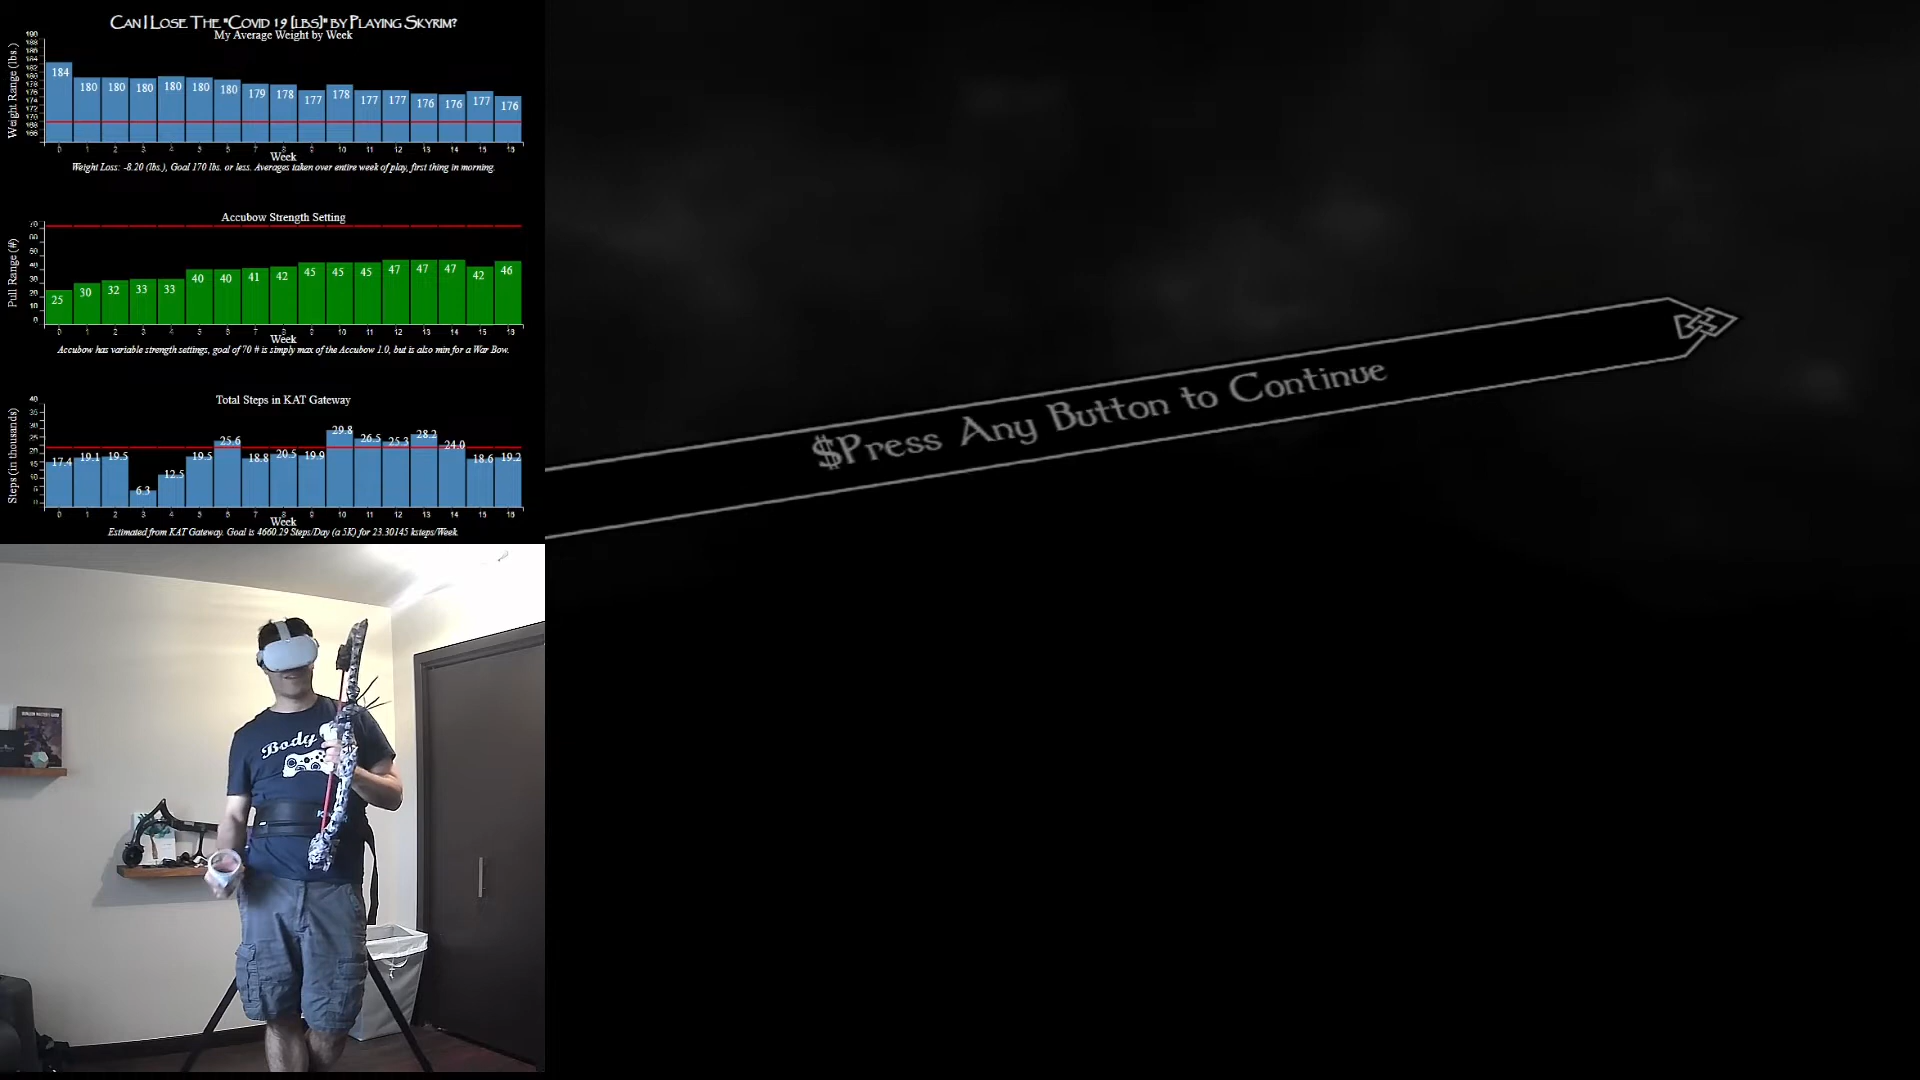 CAN I LOSE THE "COVID 19 [LBS]" BY PLAYING SKYRIM?
My Average Weight by Week
Weight Range (lbs.)
184 180 180 180 180 180 180 179 178 177 178 177 177 176 176 177 176
Week
Weight Loss: -8.20 (lbs.), Goal 170 lbs. or less. Averages taken over entire week of play, first thing in morning.
Accubow Strength Setting
Pull Range (#)
25 30 32 33 33 40 40 41 42 45 45 45 47 47 47 42 46
Week
Accubow has variable strength settings, goal of 70 # is simply max of the Accubow 1.0, but is also min for a War Bow.
Total Steps in KAT Gateway
Steps (in thousands)
17.4 19.1 19.5 6.3 12.5 19.5 25.6 18.8 20.5 19.9 29.8 26.5 25.3 28.2 24.0 18.6 19.2
Week
Estimated from KAT Gateway. Goal is 4660.29 Steps/Day (a 5K) for 23.30145 ksteps/Week.
$Press Any Button to Continue
Body